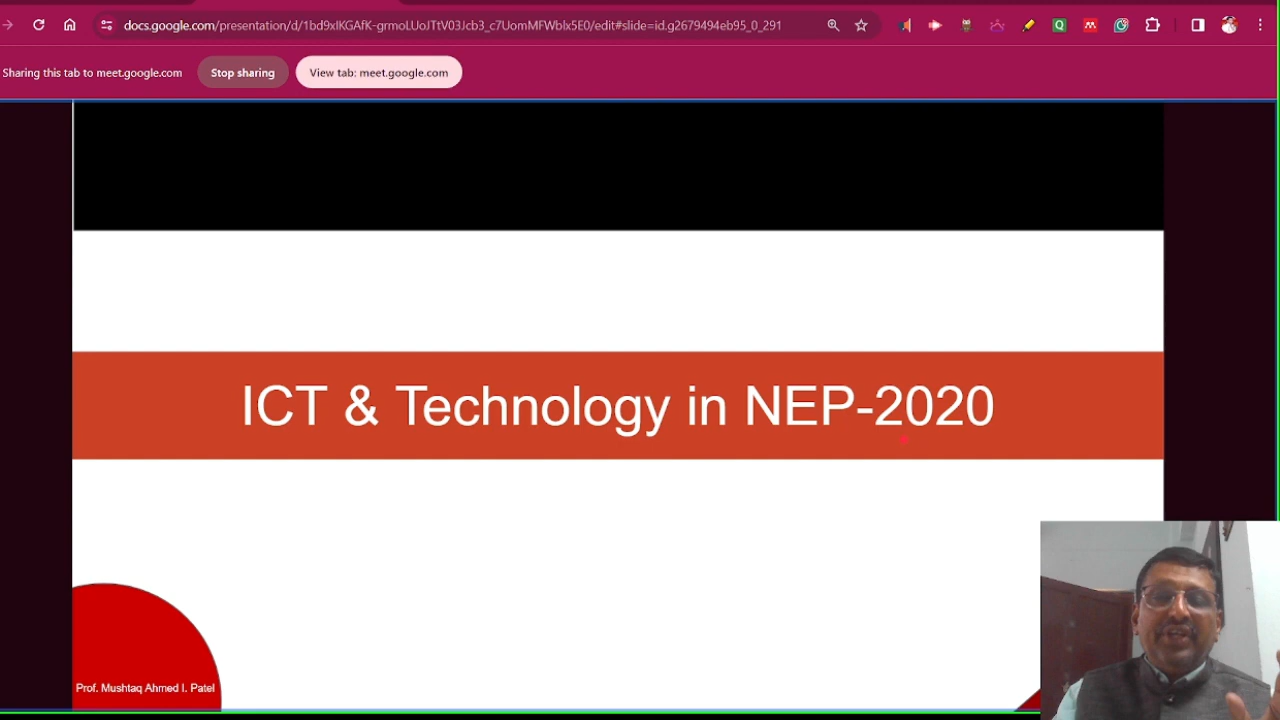 docs.google.com/presentation/d/1bd9xIKGAfK-grmoLUoJTtV03Jcb3_c7UomMFWblx5E0/edit#slide=id.g2679494eb95_0_291
Sharing this tab to meet.google.com
Stop sharing
View tab: meet.google.com
ICT & Technology in NEP-2020
Prof. Mushtaq Ahmed I. Patel